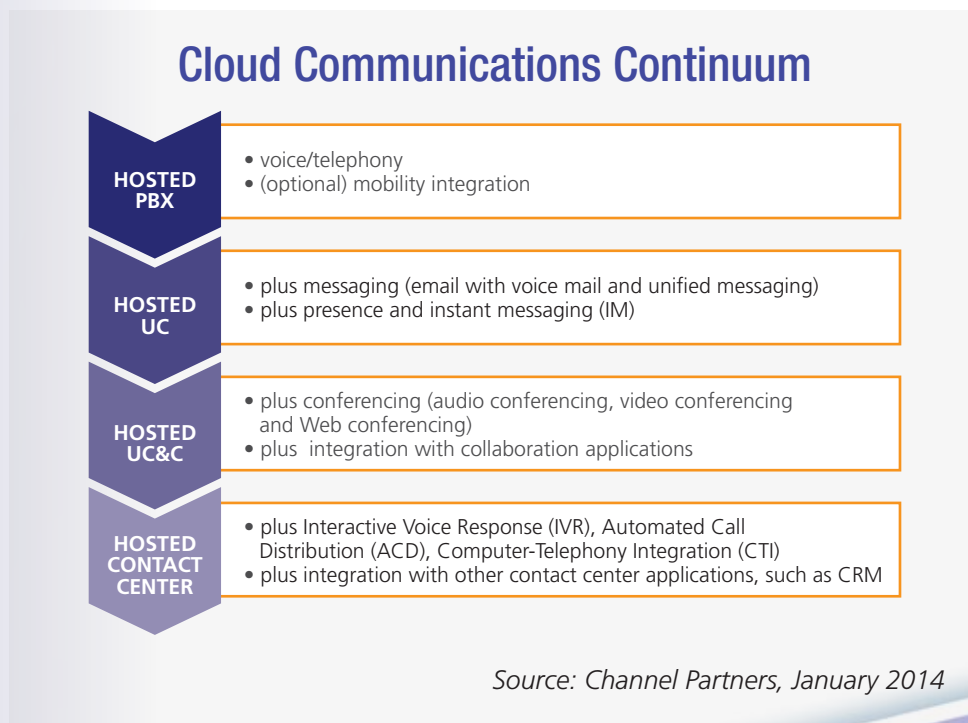 Cloud Communications Continuum
HOSTED
PBX
• voice/telephony
• (optional) mobility integration
HOSTED
UC
• plus messaging (email with voice mail and unified messaging)
• plus presence and instant messaging (IM)
HOSTED
UC&C
• plus conferencing (audio conferencing, video conferencing
and Web conferencing)
• plus integration with collaboration applications
HOSTED
CONTACT
CENTER
• plus Interactive Voice Response (IVR), Automated Call
Distribution (ACD), Computer-Telephony Integration (CTI)
• plus integration with other contact center applications, such as CRM
Source: Channel Partners, January 2014